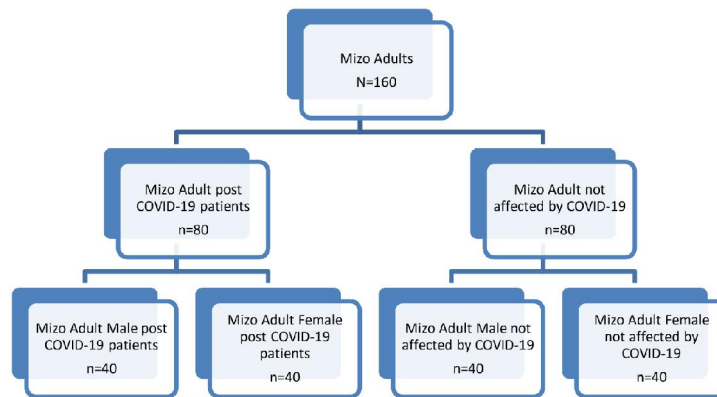 Mizo Adults
N=160
Mizo Adult post
COVID-19 patients
n=80
Mizo Adult not
affected by COVID-19
n=80
Mizo Adult Male post
COVID-19 patients
n=40
Mizo Adult Female
post COVID-19
patients
n=40
Mizo Adult Male not
affected by COVID-19
n=40
Mizo Adult Female
not affected by
COVID-19
n=40